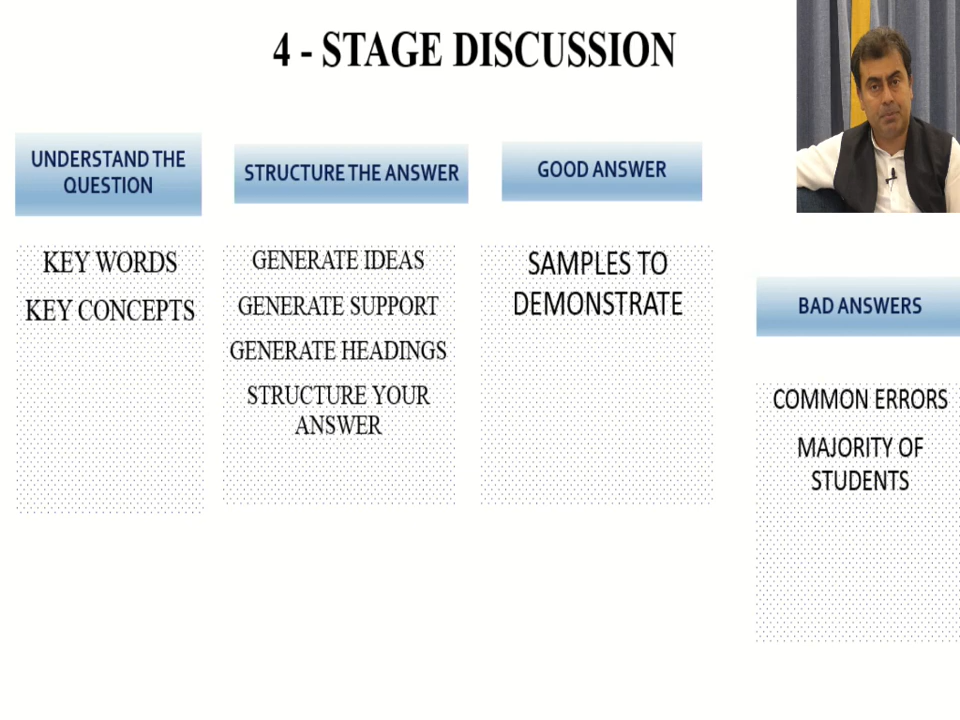 4 - STAGE DISCUSSION
UNDERSTAND THE
QUESTION
KEY WORDS
KEY CONCEPTS
STRUCTURE THE ANSWER
GENERATE IDEAS
GENERATE SUPPORT
GENERATE HEADINGS
STRUCTURE YOUR
ANSWER
GOOD ANSWER
SAMPLES TO
DEMONSTRATE
BAD ANSWERS
COMMON ERRORS
MAJORITY OF
STUDENTS